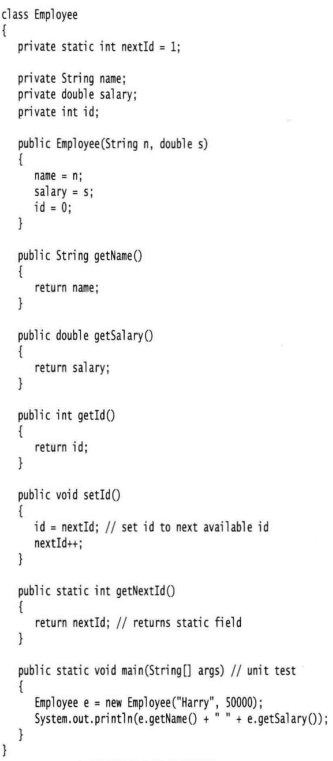 class Employee
{
   private static int nextId = 1;

   private String name;
   private double salary;
   private int id;

   public Employee(String n, double s)
   {
      name = n;
      salary = s;
      id = 0;
   }

   public String getName()
   {
      return name;
   }

   public double getSalary()
   {
      return salary;
   }

   public int getId()
   {
      return id;
   }

   public void setId()
   {
      id = nextId; // set id to next available id
      nextId++;
   }

   public static int getNextId()
   {
      return nextId; // returns static field
   }

   public static void main(String[] args) // unit test
   {
      Employee e = new Employee("Harry", 50000);
      System.out.println(e.getName() + " " + e.getSalary());
   }
}